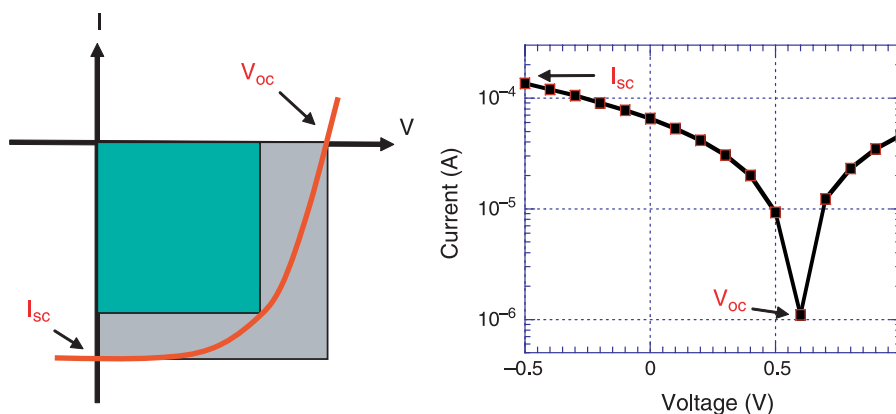 I
V
Voc
Isc
Current (A)
10⁻⁴
10⁻⁵
10⁻⁶
Isc
Voc
−0.5
0
0.5
Voltage (V)